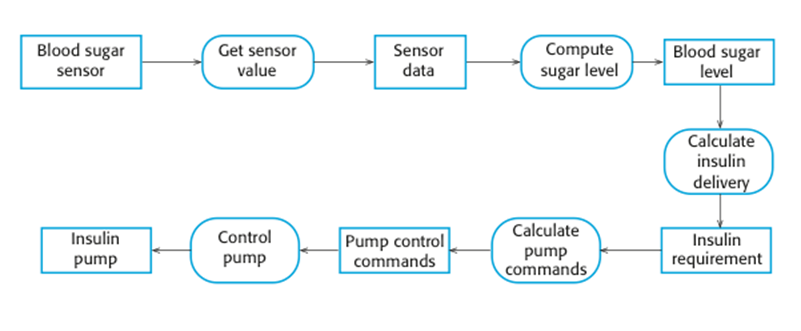 Blood sugar
sensor
Get sensor
value
Sensor
data
Compute
sugar level
Blood sugar
level
Calculate
insulin
delivery
Insulin
requirement
Calculate
pump
commands
Pump control
commands
Control
pump
Insulin
pump